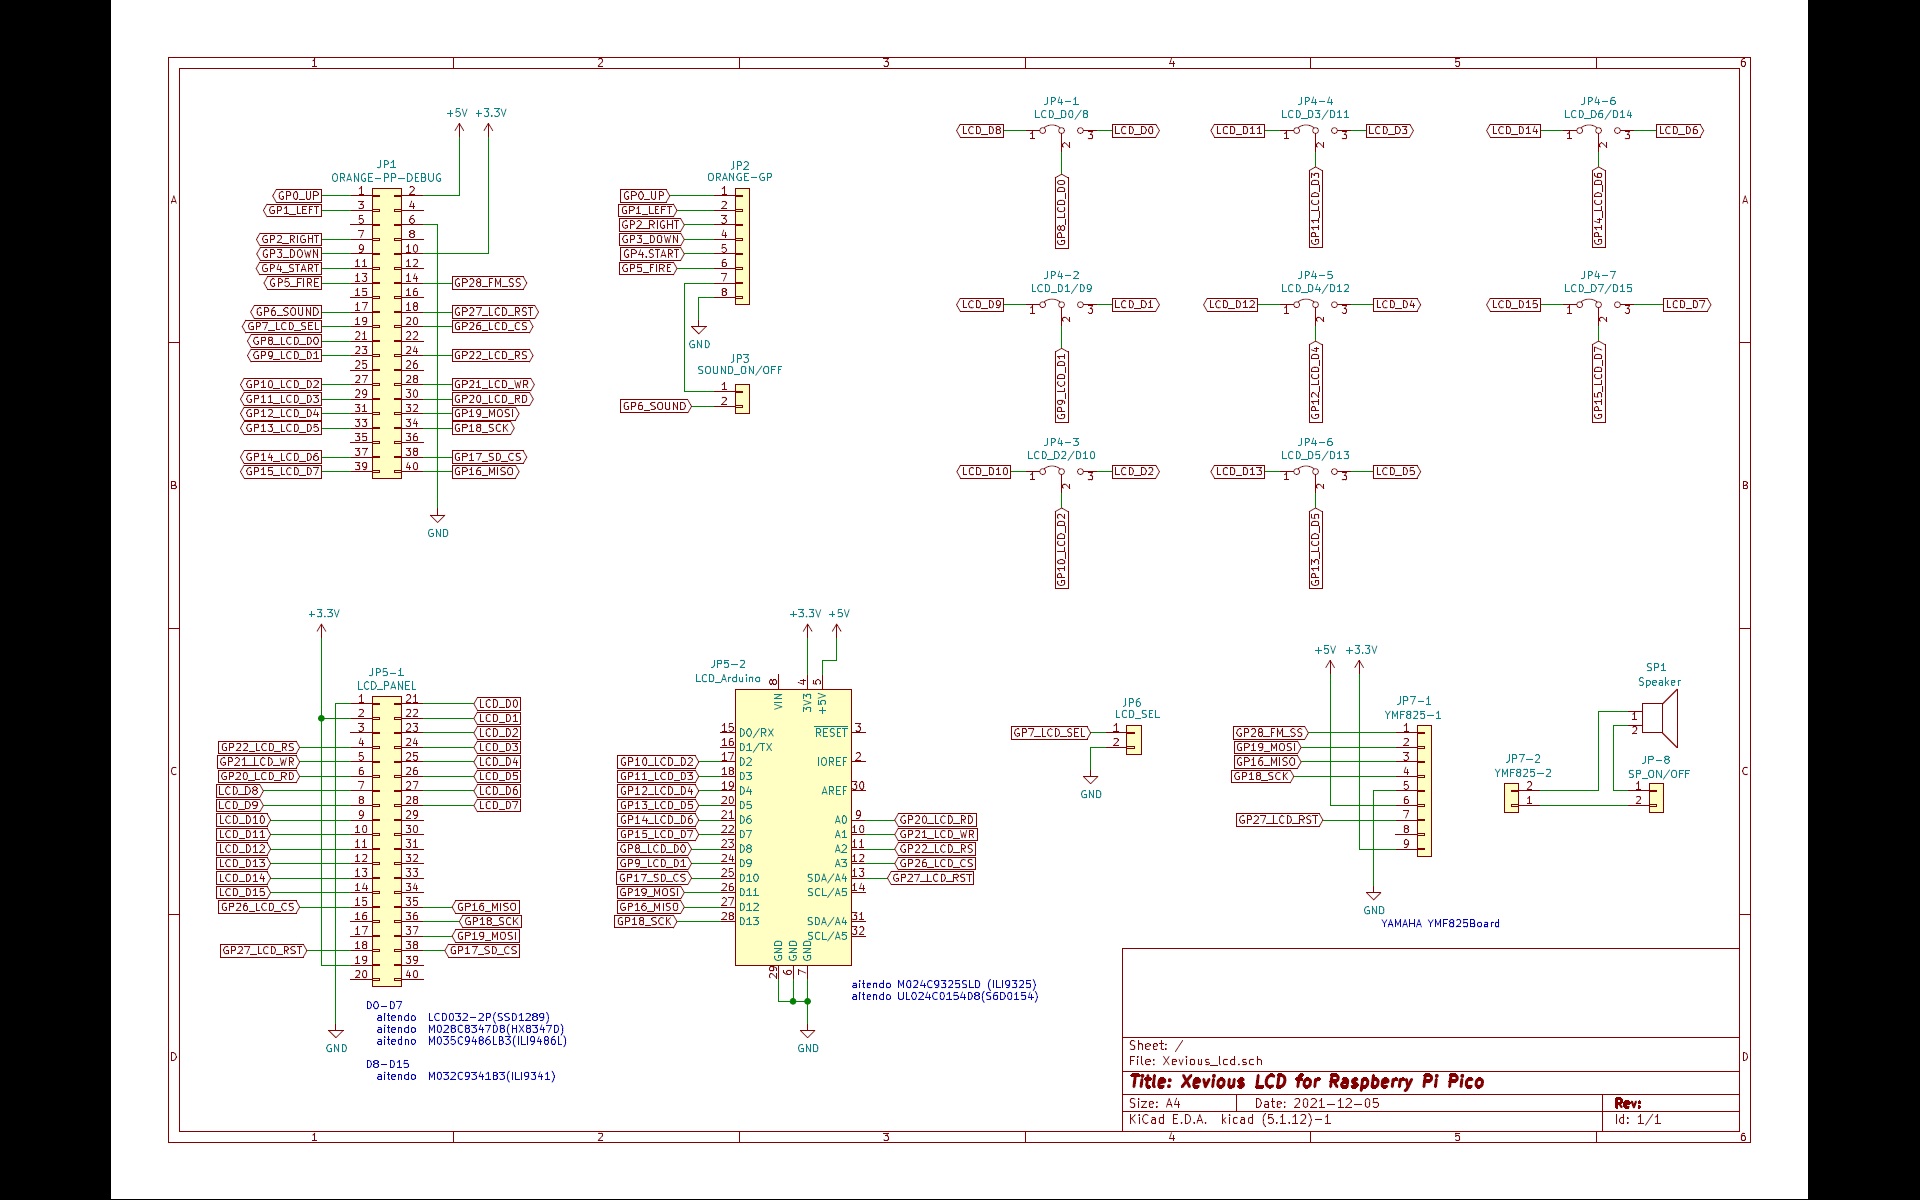 1 2 3 4 5 6
A A
B B
C C
D D
+5V +3.3V
JP1
ORANGE-PP-DEBUG
GP0_UP 1 2
GP1_LEFT 3 4
5 6
GP2_RIGHT 7 8
GP3_DOWN 9 10
GP4_START 11 12
GP5_FIRE 13 14 GP28_FM_SS
15 16
GP6_SOUND 17 18 GP27_LCD_RST
GP7_LCD_SEL 19 20 GP26_LCD_CS
GP8_LCD_D0 21 22
GP9_LCD_D1 23 24 GP22_LCD_RS
25 26
GP10_LCD_D2 27 28 GP21_LCD_WR
GP11_LCD_D3 29 30 GP20_LCD_RD
GP12_LCD_D4 31 32 GP19_MOSI
GP13_LCD_D5 33 34 GP18_SCK
35 36
GP14_LCD_D6 37 38 GP17_SD_CS
GP15_LCD_D7 39 40 GP16_MISO
GND
JP2
ORANGE-GP
GP0_UP 1
GP1_LEFT 2
GP2_RIGHT 3
GP3_DOWN 4
GP4.START 5
GP5_FIRE 6
7
8
GND
JP3
SOUND_ON/OFF
1
GP6_SOUND 2
JP4-1
LCD_D0/8
LCD_D8 1 2 3 LCD_D0
GP8_LCD_D0
JP4-4
LCD_D3/D11
LCD_D11 1 2 3 LCD_D3
GP11_LCD_D3
JP4-6
LCD_D6/D14
LCD_D14 1 2 3 LCD_D6
GP14_LCD_D6
JP4-2
LCD_D1/D9
LCD_D9 1 2 3 LCD_D1
GP9_LCD_D1
JP4-5
LCD_D4/D12
LCD_D12 1 2 3 LCD_D4
GP12_LCD_D4
JP4-7
LCD_D7/D15
LCD_D15 1 2 3 LCD_D7
GP15_LCD_D7
JP4-3
LCD_D2/D10
LCD_D10 1 2 3 LCD_D2
GP10_LCD_D2
JP4-6
LCD_D5/D13
LCD_D13 1 2 3 LCD_D5
GP13_LCD_D5
+3.3V
JP5-1
LCD_PANEL
1 21 LCD_D0
2 22 LCD_D1
3 23 LCD_D2
GP22_LCD_RS 4 24 LCD_D3
GP21_LCD_WR 5 25 LCD_D4
GP20_LCD_RD 6 26 LCD_D5
LCD_D8 7 27 LCD_D6
LCD_D9 8 28 LCD_D7
LCD_D10 9 29
LCD_D11 10 30
LCD_D12 11 31
LCD_D13 12 32
LCD_D14 13 33
LCD_D15 14 34
GP26_LCD_CS 15 35 GP16_MISO
16 36 GP18_SCK
17 37 GP19_MOSI
GP27_LCD_RST 18 38 GP17_SD_CS
19 39
20 40
GND
D0-D7
aitendo LCD032-2P(SSD1289)
aitendo M028C8347D8(HX8347D)
aitedno M035C9486LB3(ILI9486L)
D8-D15
aitendo M032C9341B3(ILI9341)
+3.3V +5V
JP5-2
LCD_Arduino
8 4 5
VIN 3V3 +5V
15 D0/RX RESET 3
16 D1/TX
GP10_LCD_D2 17 D2 IOREF 2
GP11_LCD_D3 18 D3
GP12_LCD_D4 19 D4 AREF 30
GP13_LCD_D5 20 D5
GP14_LCD_D6 21 D6 A0 9 GP20_LCD_RD
GP15_LCD_D7 22 D7 A1 10 GP21_LCD_WR
GP8_LCD_D0 23 D8 A2 11 GP22_LCD_RS
GP9_LCD_D1 24 D9 A3 12 GP26_LCD_CS
GP17_SD_CS 25 D10 SDA/A4 13 GP27_LCD_RST
GP19_MOSI 26 D11 SCL/A5 14
GP16_MISO 27 D12
GP18_SCK 28 D13 SDA/A4 31
SCL/A5 32
GND GND GND
29 6 7
GND
aitendo M024C9325SLD (ILI9325)
aitendo UL024C0154D8(S6D0154)
JP6
LCD_SEL
GP7_LCD_SEL 1
2
GND
+5V +3.3V
JP7-1
YMF825-1
GP28_FM_SS 1
GP19_MOSI 2
GP16_MISO 3
GP18_SCK 4
5
6
GP27_LCD_RST 7
8
9
GND
YAMAHA YMF825Board
SP1
Speaker
1
2
JP7-2
YMF825-2
2
1
JP-8
SP_ON/OFF
1
2
Sheet: /
File: Xevious_lcd.sch
Title: Xevious LCD for Raspberry Pi Pico
Size: A4 Date: 2021-12-05 Rev:
KiCad E.D.A. kicad (5.1.12)-1 Id: 1/1
1 2 3 4 5 6